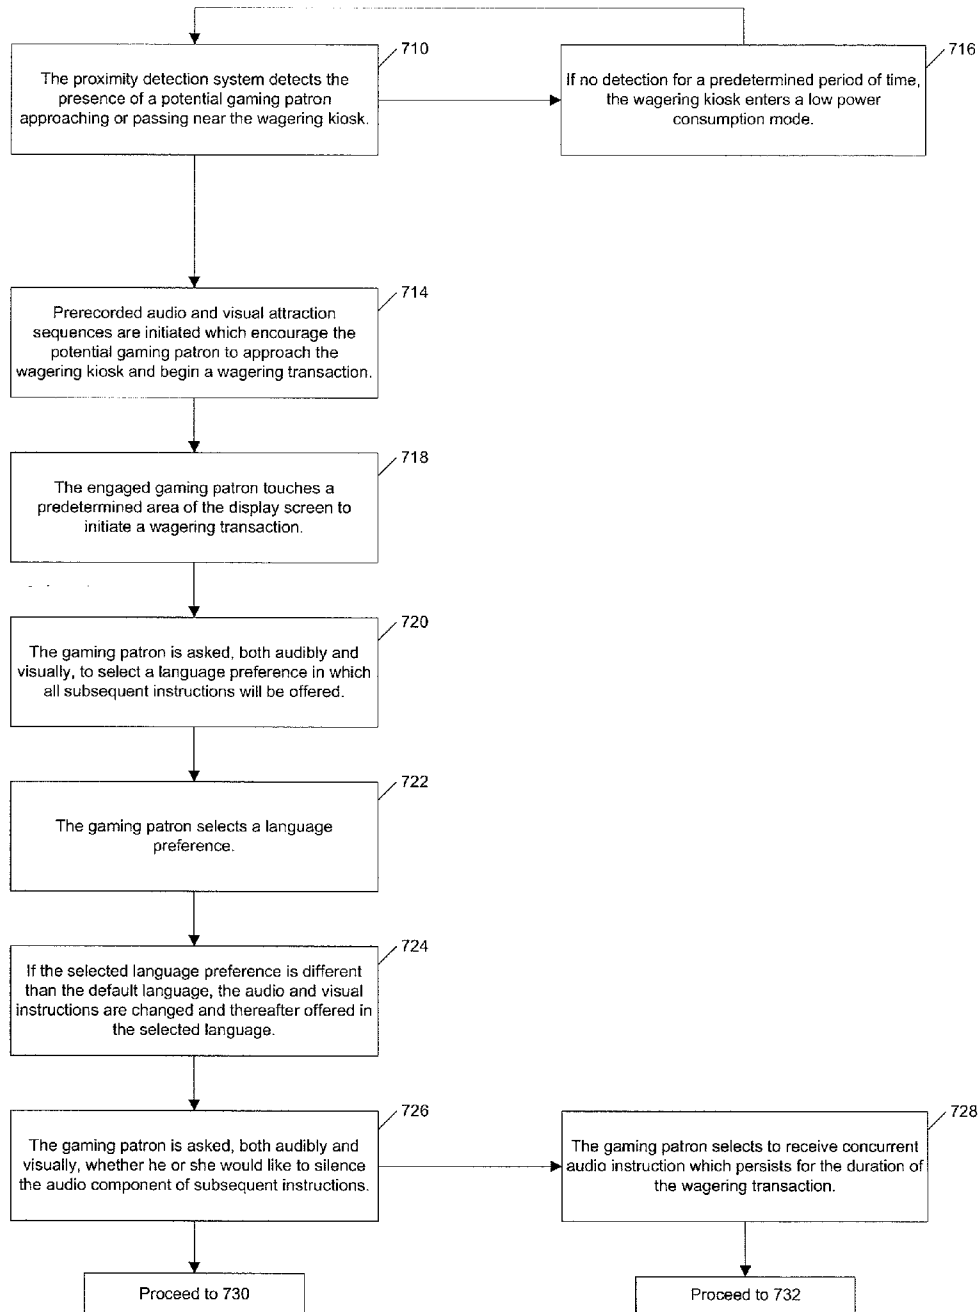 710
The proximity detection system detects the
presence of a potential gaming patron
approaching or passing near the wagering kiosk.
716
If no detection for a predetermined period of time,
the wagering kiosk enters a low power
consumption mode.
714
Prerecorded audio and visual attraction
sequences are initiated which encourage the
potential gaming patron to approach the
wagering kiosk and begin a wagering transaction.
718
The engaged gaming patron touches a
predetermined area of the display screen to
initiate a wagering transaction.
720
The gaming patron is asked, both audibly and
visually, to select a language preference in which
all subsequent instructions will be offered.
722
The gaming patron selects a language
preference.
724
If the selected language preference is different
than the default language, the audio and visual
instructions are changed and thereafter offered in
the selected language.
726
The gaming patron is asked, both audibly and
visually, whether he or she would like to silence
the audio component of subsequent instructions.
728
The gaming patron selects to receive concurrent
audio instruction which persists for the duration of
the wagering transaction.
Proceed to 730
Proceed to 732